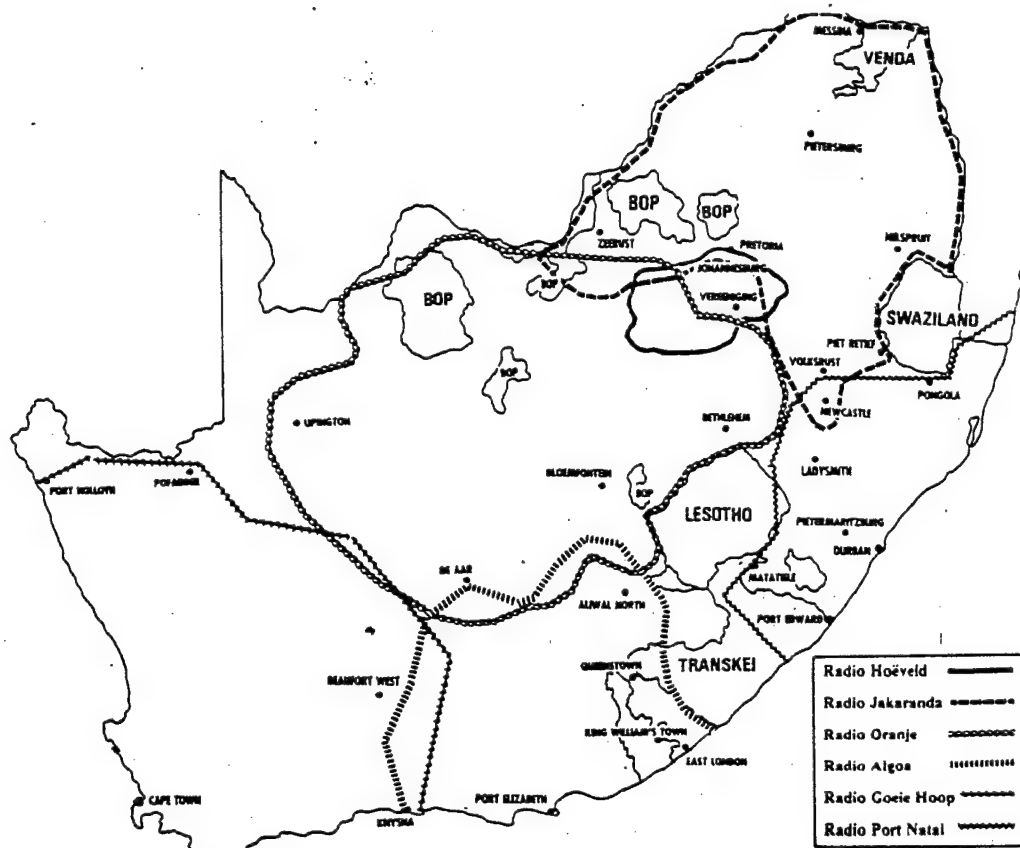 MESSINA
VENDA
PIETERSBURG
BOP
BOP
ZEERUST
PRETORIA
NELSPRUIT
JOHANNESBURG
BOP
BOP
VEREENIGING
SWAZILAND
PIET RETIEF
VOLKSRUST
BOP
PONGOLA
NEWCASTLE
UPINGTON
BETHLEHEM
LADYSMITH
BLOEMFONTEIN
PORT NOLLOTH
BOP
LESOTHO
PIETERMARITZBURG
DURBAN
DE AAR
MATATIELE
ALIWAL NORTH
PORT EDWARD
TRANSKEI
QUEENSTOWN
BEAUFORT WEST
KING WILLIAM'S TOWN
EAST LONDON
CAPE TOWN
PORT ELIZABETH
KNYSNA
Radio Hoëveld
Radio Jakaranda
Radio Oranje
Radio Algoa
Radio Goeie Hoop
Radio Port Natal